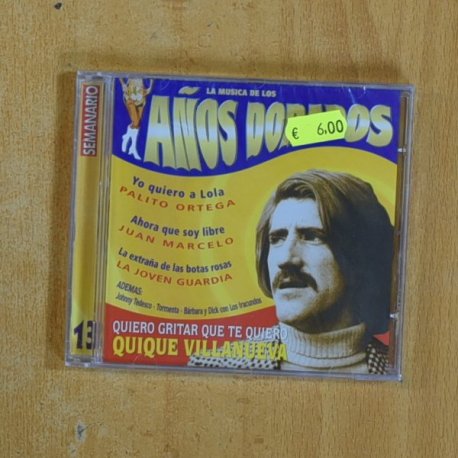 LA MUSICA DE LOS
AÑOS DORADOS
€ 6.00
SEMANARIO
Yo quiero a Lola
PALITO ORTEGA
Ahora que soy libre
JUAN MARCELO
La extraña de las botas rosas
LA JOVEN GUARDIA
ADEMAS:
Johnny Tedesco - Tormenta - Bárbara y Dick con Los Iracundos
QUIERO GRITAR QUE TE QUIERO
QUIQUE VILLANUEVA
13